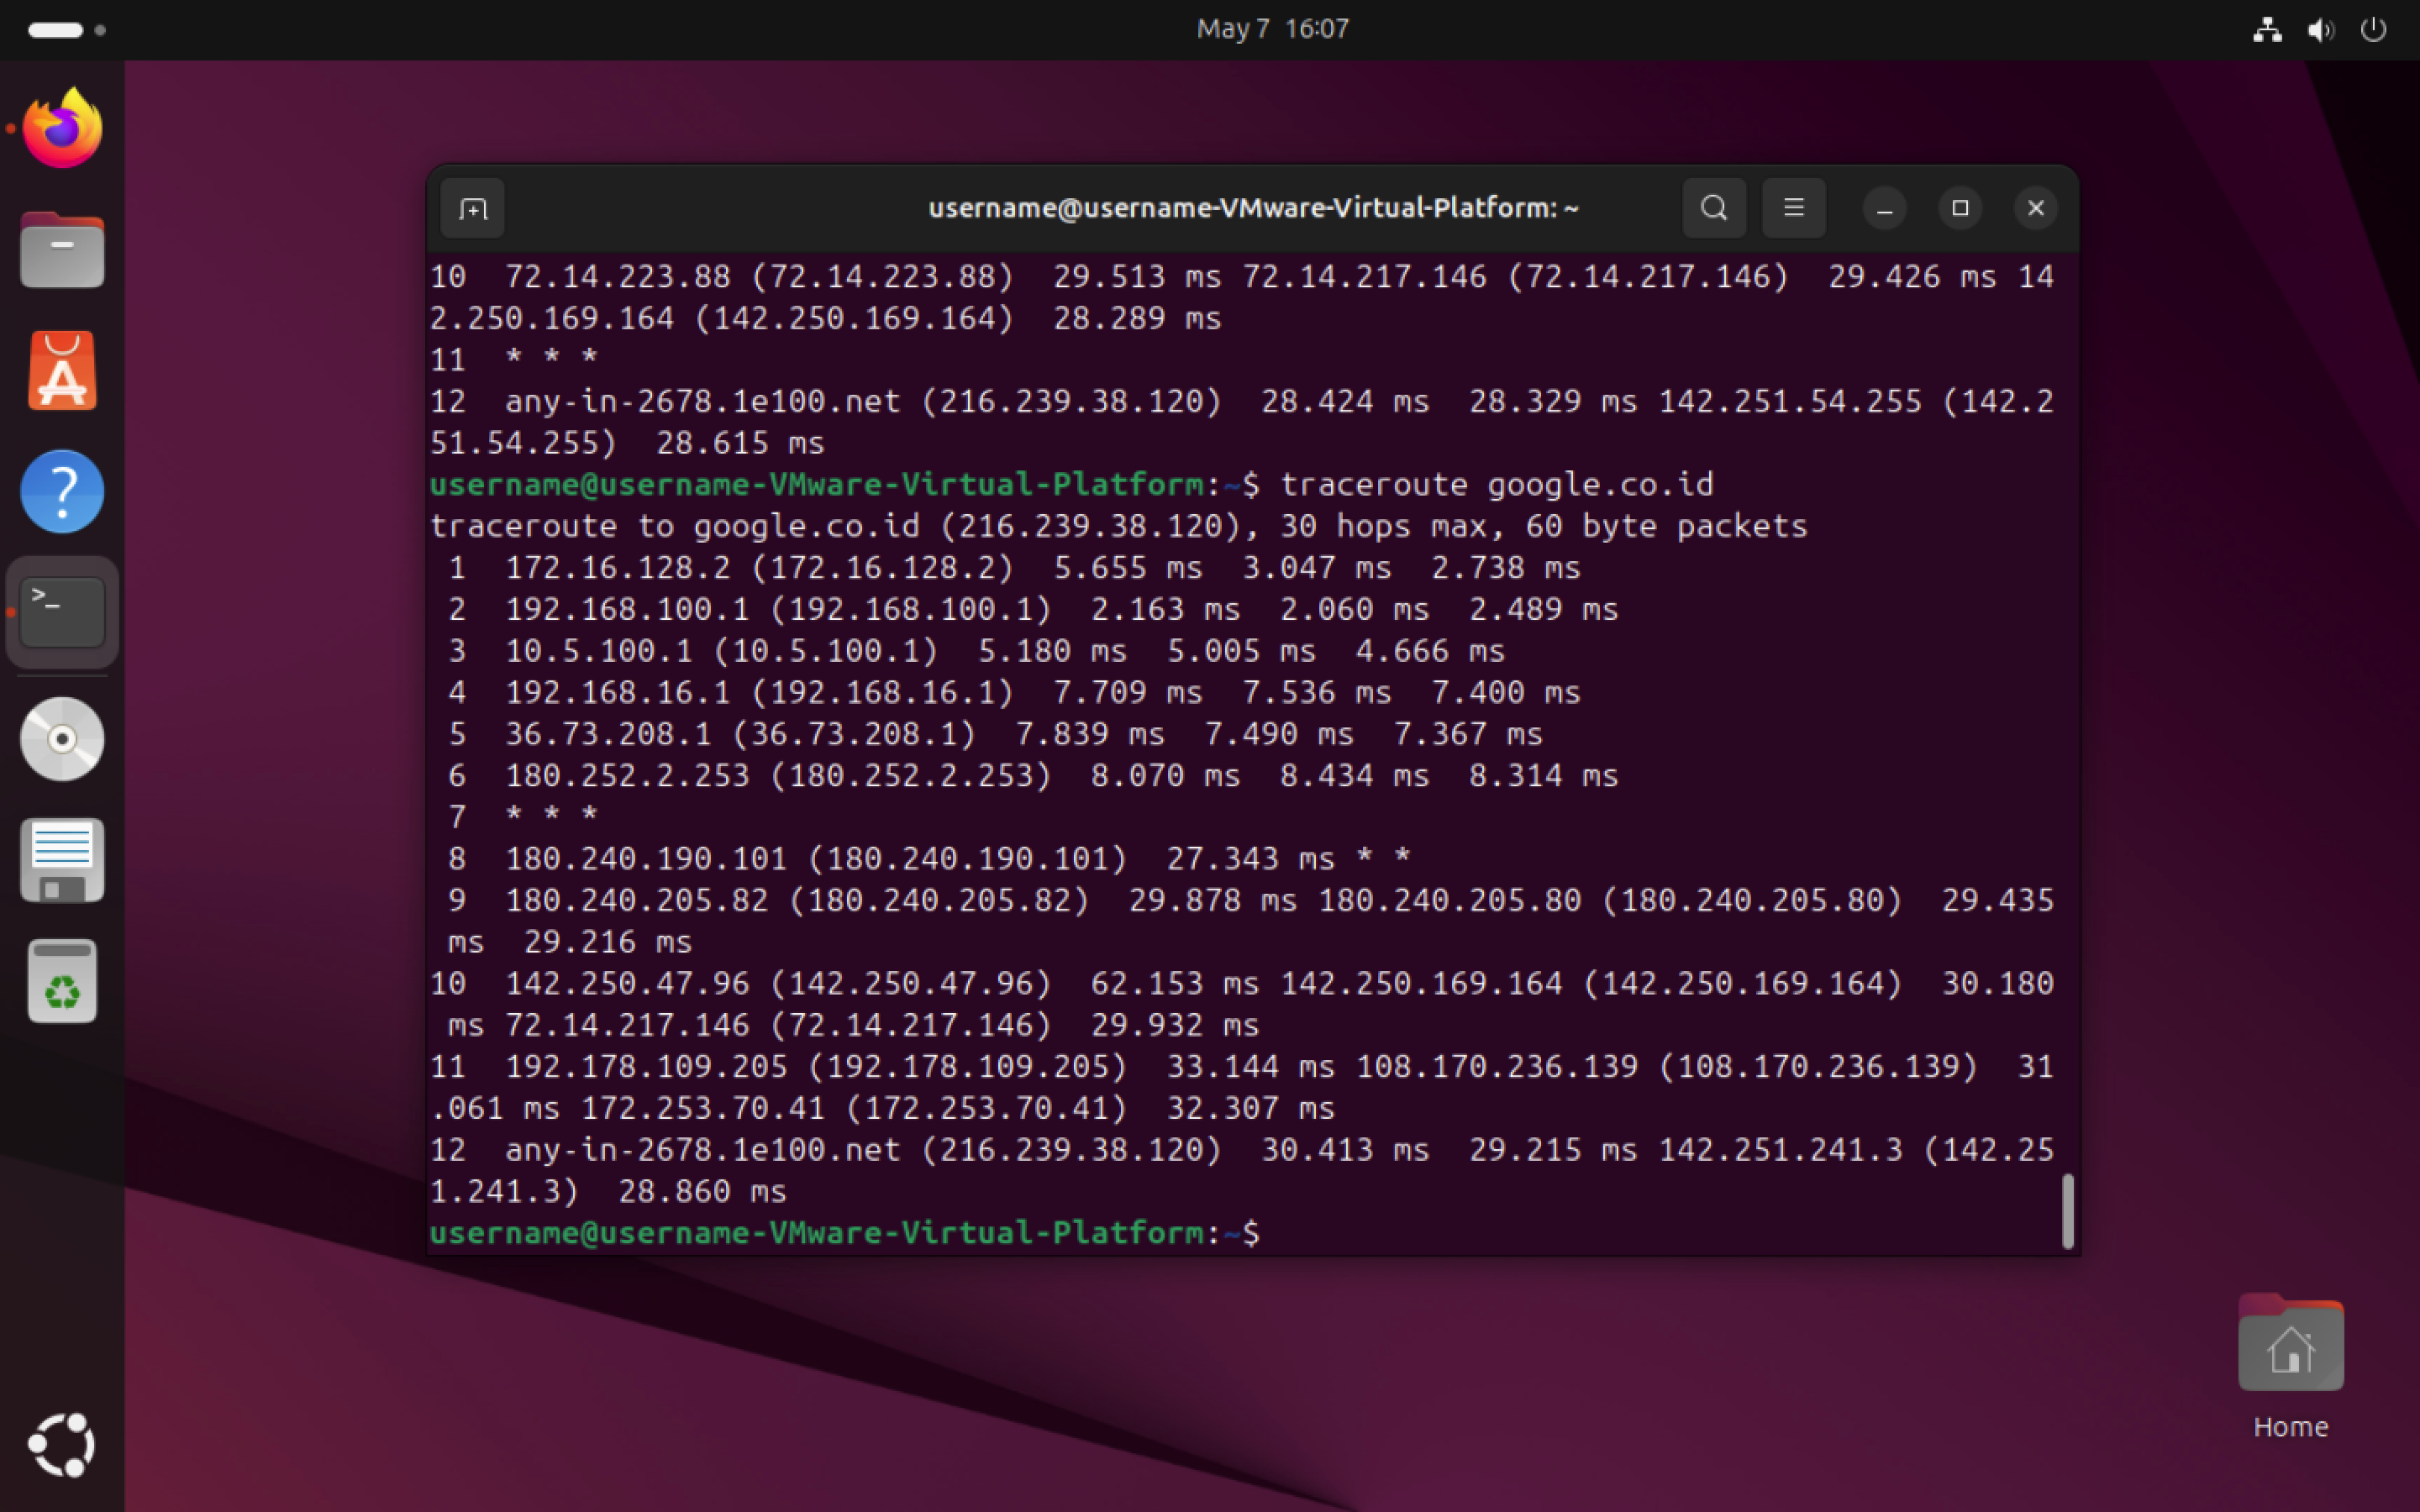 May 7 16:07
username@username-VMware-Virtual-Platform: ~
10  72.14.223.88 (72.14.223.88)  29.513 ms 72.14.217.146 (72.14.217.146)  29.426 ms 14
2.250.169.164 (142.250.169.164)  28.289 ms
11  * * *
12  any-in-2678.1e100.net (216.239.38.120)  28.424 ms  28.329 ms 142.251.54.255 (142.2
51.54.255)  28.615 ms
username@username-VMware-Virtual-Platform:~$ traceroute google.co.id
traceroute to google.co.id (216.239.38.120), 30 hops max, 60 byte packets
 1  172.16.128.2 (172.16.128.2)  5.655 ms  3.047 ms  2.738 ms
 2  192.168.100.1 (192.168.100.1)  2.163 ms  2.060 ms  2.489 ms
 3  10.5.100.1 (10.5.100.1)  5.180 ms  5.005 ms  4.666 ms
 4  192.168.16.1 (192.168.16.1)  7.709 ms  7.536 ms  7.400 ms
 5  36.73.208.1 (36.73.208.1)  7.839 ms  7.490 ms  7.367 ms
 6  180.252.2.253 (180.252.2.253)  8.070 ms  8.434 ms  8.314 ms
 7  * * *
 8  180.240.190.101 (180.240.190.101)  27.343 ms * *
 9  180.240.205.82 (180.240.205.82)  29.878 ms 180.240.205.80 (180.240.205.80)  29.435
 ms  29.216 ms
10  142.250.47.96 (142.250.47.96)  62.153 ms 142.250.169.164 (142.250.169.164)  30.180
 ms 72.14.217.146 (72.14.217.146)  29.932 ms
11  192.178.109.205 (192.178.109.205)  33.144 ms 108.170.236.139 (108.170.236.139)  31
.061 ms 172.253.70.41 (172.253.70.41)  32.307 ms
12  any-in-2678.1e100.net (216.239.38.120)  30.413 ms  29.215 ms 142.251.241.3 (142.25
1.241.3)  28.860 ms
username@username-VMware-Virtual-Platform:~$
Home